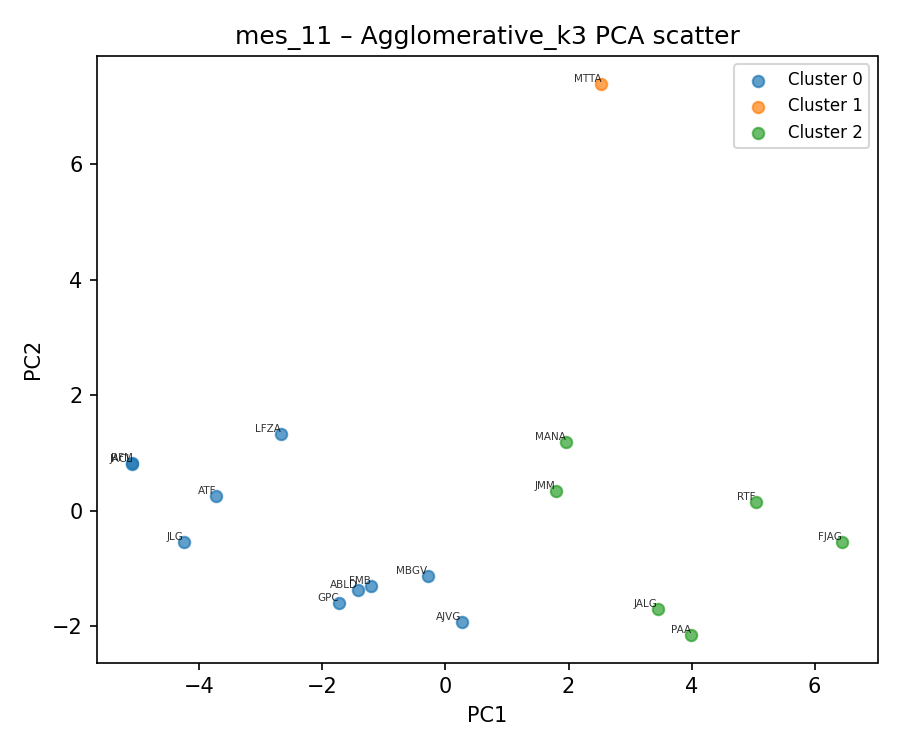 mes_11 – Agglomerative_k3 PCA scatter
MTTA
Cluster 0
Cluster 1
Cluster 2
6
4
2
0
−2
PC2
LFZA
MANA
ATF
JMM
RTF
JLG
FJAG
MBGV
FMB
ABLD
GPC
AJVG
JALG
PAA
−4
−2
0
2
4
6
PC1